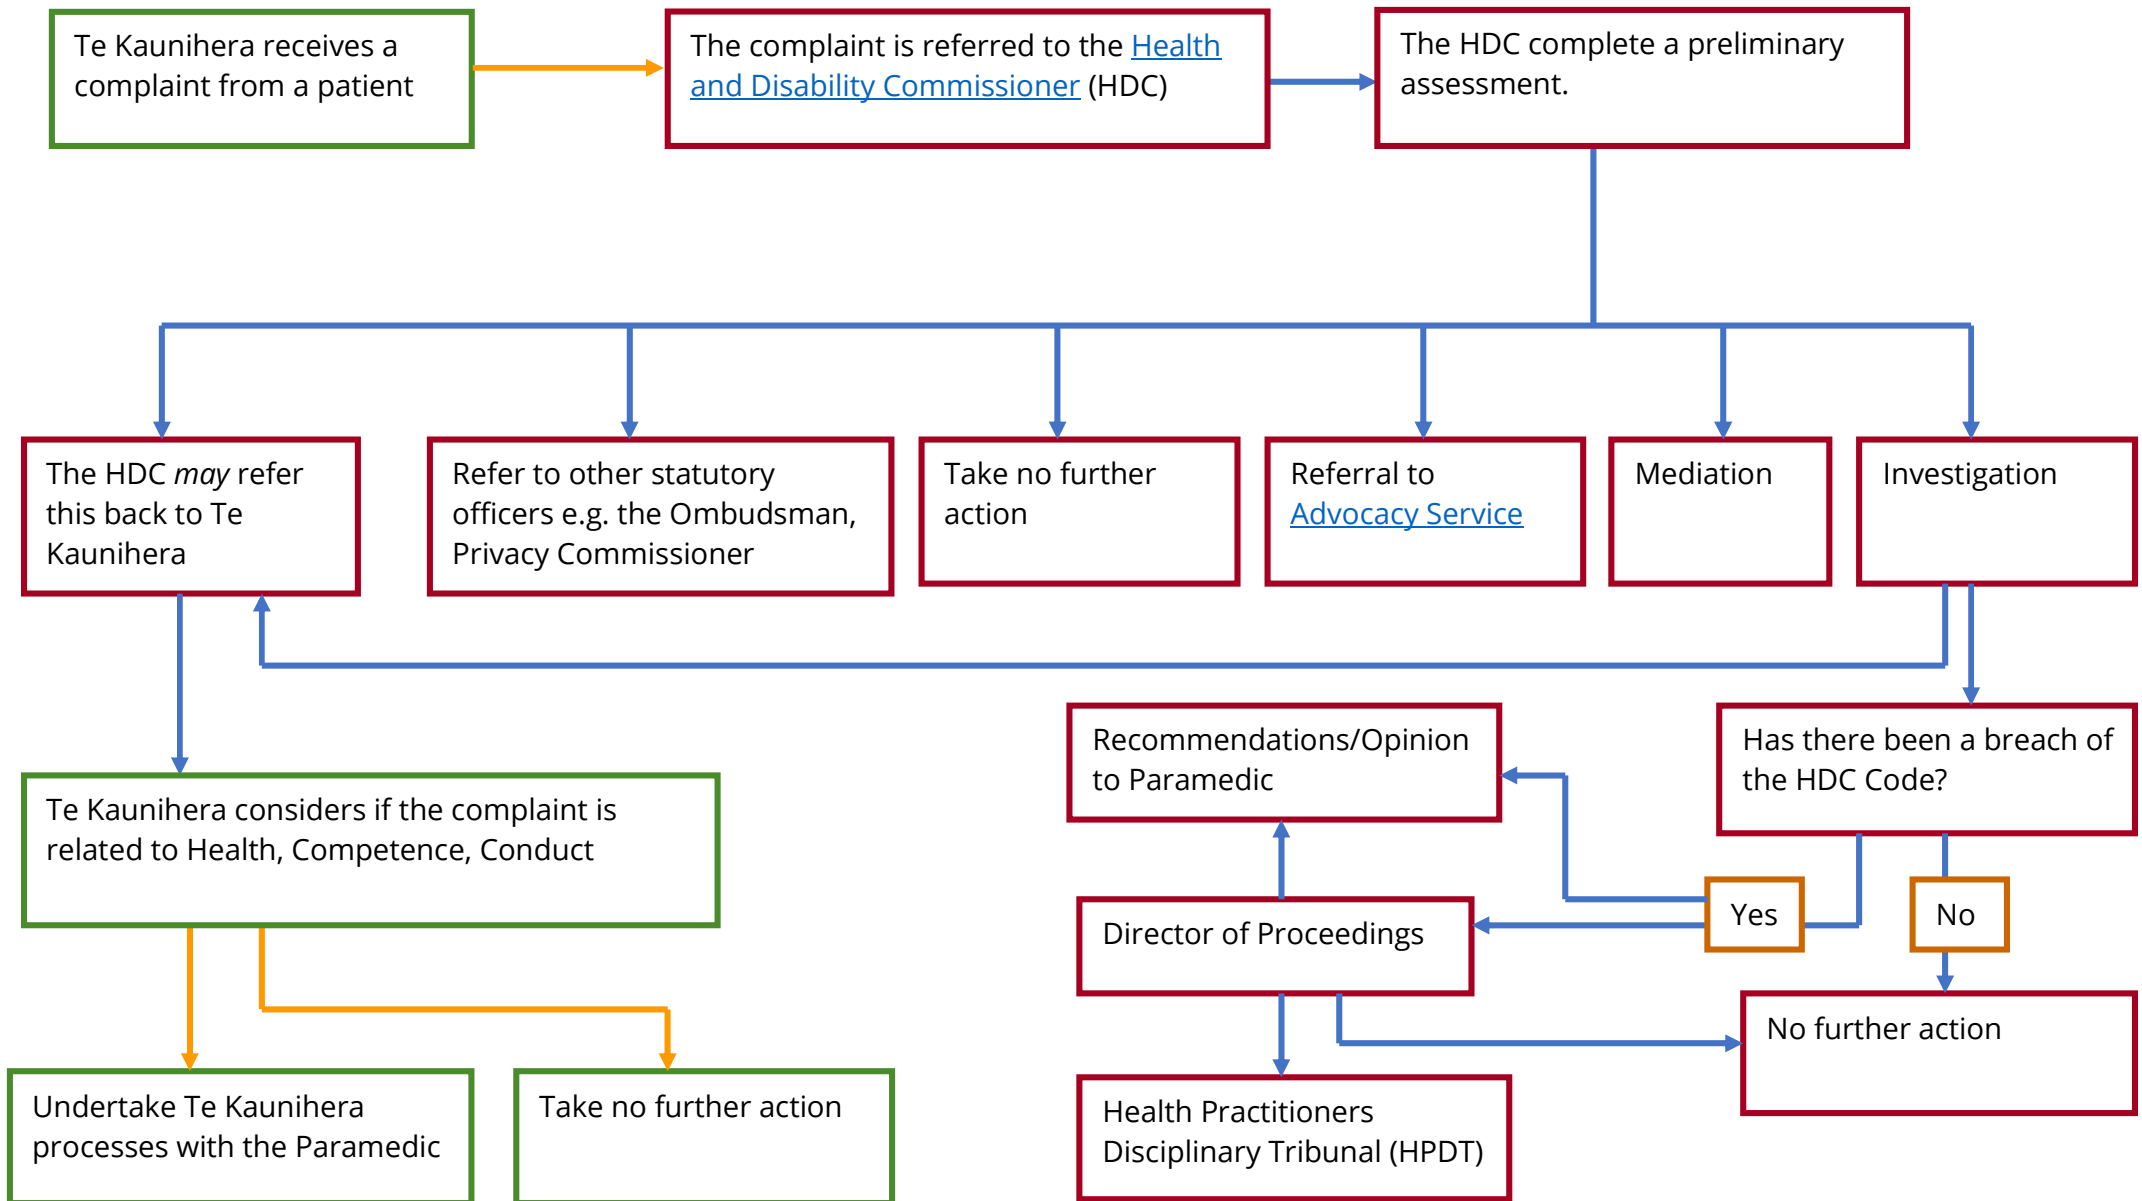 Te Kaunihera receives a
complaint from a patient
The complaint is referred to the Health
and Disability Commissioner (HDC)
The HDC complete a preliminary
assessment.
The HDC may refer
this back to Te
Kaunihera
Refer to other statutory
officers e.g. the Ombudsman,
Privacy Commissioner
Take no further
action
Referral to
Advocacy Service
Mediation
Investigation
Recommendations/Opinion
to Paramedic
Has there been a breach of
the HDC Code?
Te Kaunihera considers if the complaint is
related to Health, Competence, Conduct
Yes
No
Director of Proceedings
No further action
Undertake Te Kaunihera
processes with the Paramedic
Take no further action
Health Practitioners
Disciplinary Tribunal (HPDT)